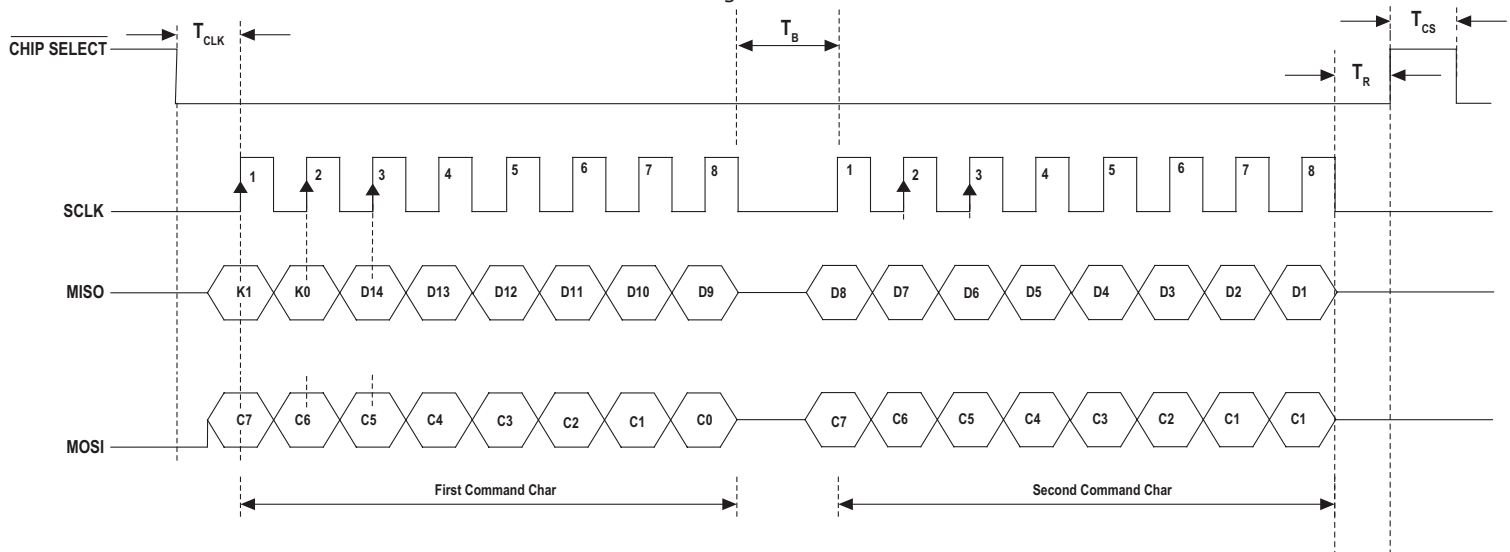 CHIP SELECT
T_CLK
T_B
T_CS
T_R
SCLK 1 2 3 4 5 6 7 8 1 2 3 4 5 6 7 8
MISO K1 K0 D14 D13 D12 D11 D10 D9 D8 D7 D6 D5 D4 D3 D2 D1
MOSI C7 C6 C5 C4 C3 C2 C1 C0 C7 C6 C5 C4 C3 C2 C1 C1
First Command Char Second Command Char